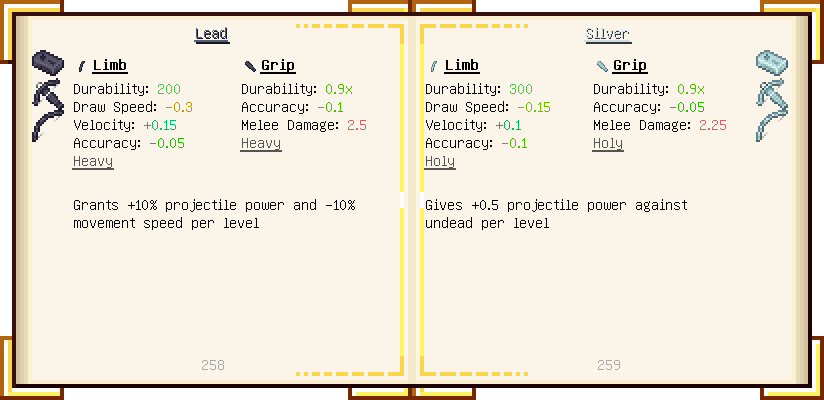 Lead
Limb
Durability: 200
Draw Speed: -0.3
Velocity: +0.15
Accuracy: -0.05
Heavy
Grip
Durability: 0.9x
Accuracy: -0.1
Melee Damage: 2.5
Heavy
Grants +10% projectile power and -10%
movement speed per level
258
Silver
Limb
Durability: 300
Draw Speed: -0.15
Velocity: +0.1
Accuracy: -0.1
Holy
Grip
Durability: 0.9x
Accuracy: -0.05
Melee Damage: 2.25
Holy
Gives +0.5 projectile power against
undead per level
259